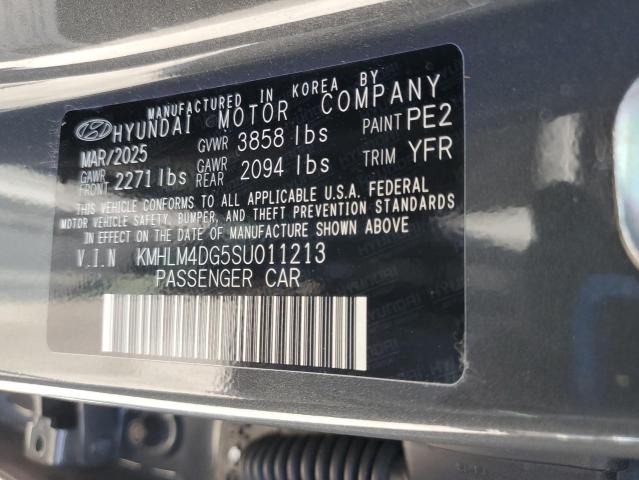 MANUFACTURED IN KOREA BY
HYUNDAI MOTOR COMPANY
MAR/2025 GVWR 3858 lbs PAINT PE2
GAWR FRONT 2271 lbs GAWR REAR 2094 lbs TRIM YFR
THIS VEHICLE CONFORMS TO ALL APPLICABLE U.S.A. FEDERAL
MOTOR VEHICLE SAFETY, BUMPER, AND THEFT PREVENTION STANDARDS
IN EFFECT ON THE DATE OF MANUFACTURE SHOWN ABOVE
V.I.N KMHLM4DG5SU011213
PASSENGER CAR